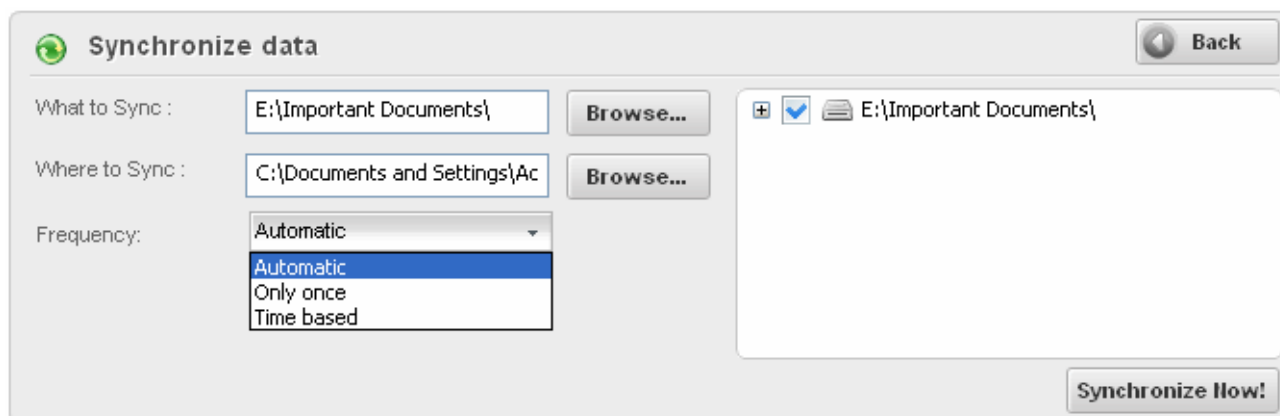 Synchronize data
Back
What to Sync :
E:\Important Documents\
Browse...
E:\Important Documents\
Where to Sync :
C:\Documents and Settings\Ac
Browse...
Frequency:
Automatic
Automatic
Only once
Time based
Synchronize Now!